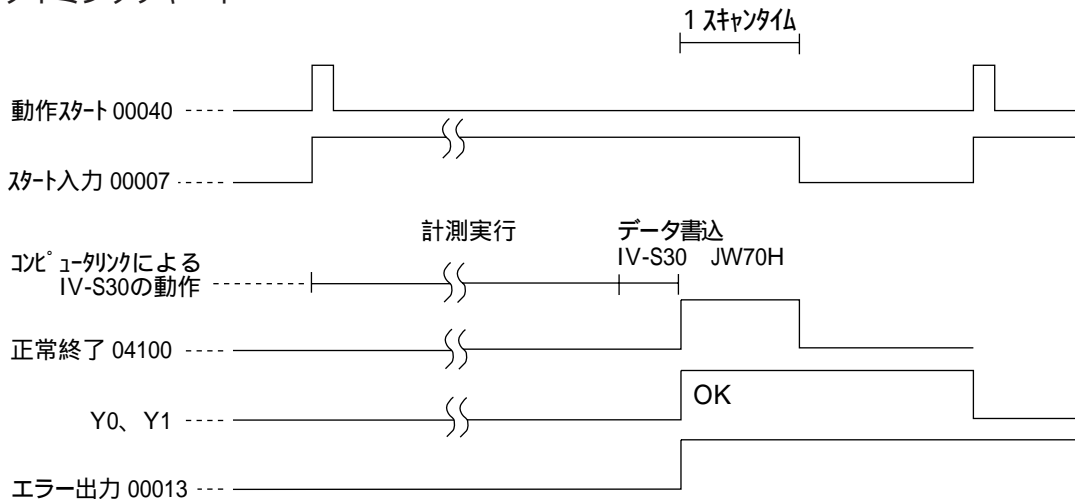 1 ｽｷｬﾝﾀｲﾑ
動作ｽﾀｰﾄ 00040
ｽﾀｰﾄ入力 00007
計測実行
データ書込
IV-S30 JW70H
ｺﾝﾋﾟｭｰﾀﾘﾝｸによる
IV-S30の動作
正常終了 04100
OK
Y0、Y1
エラー出力 00013